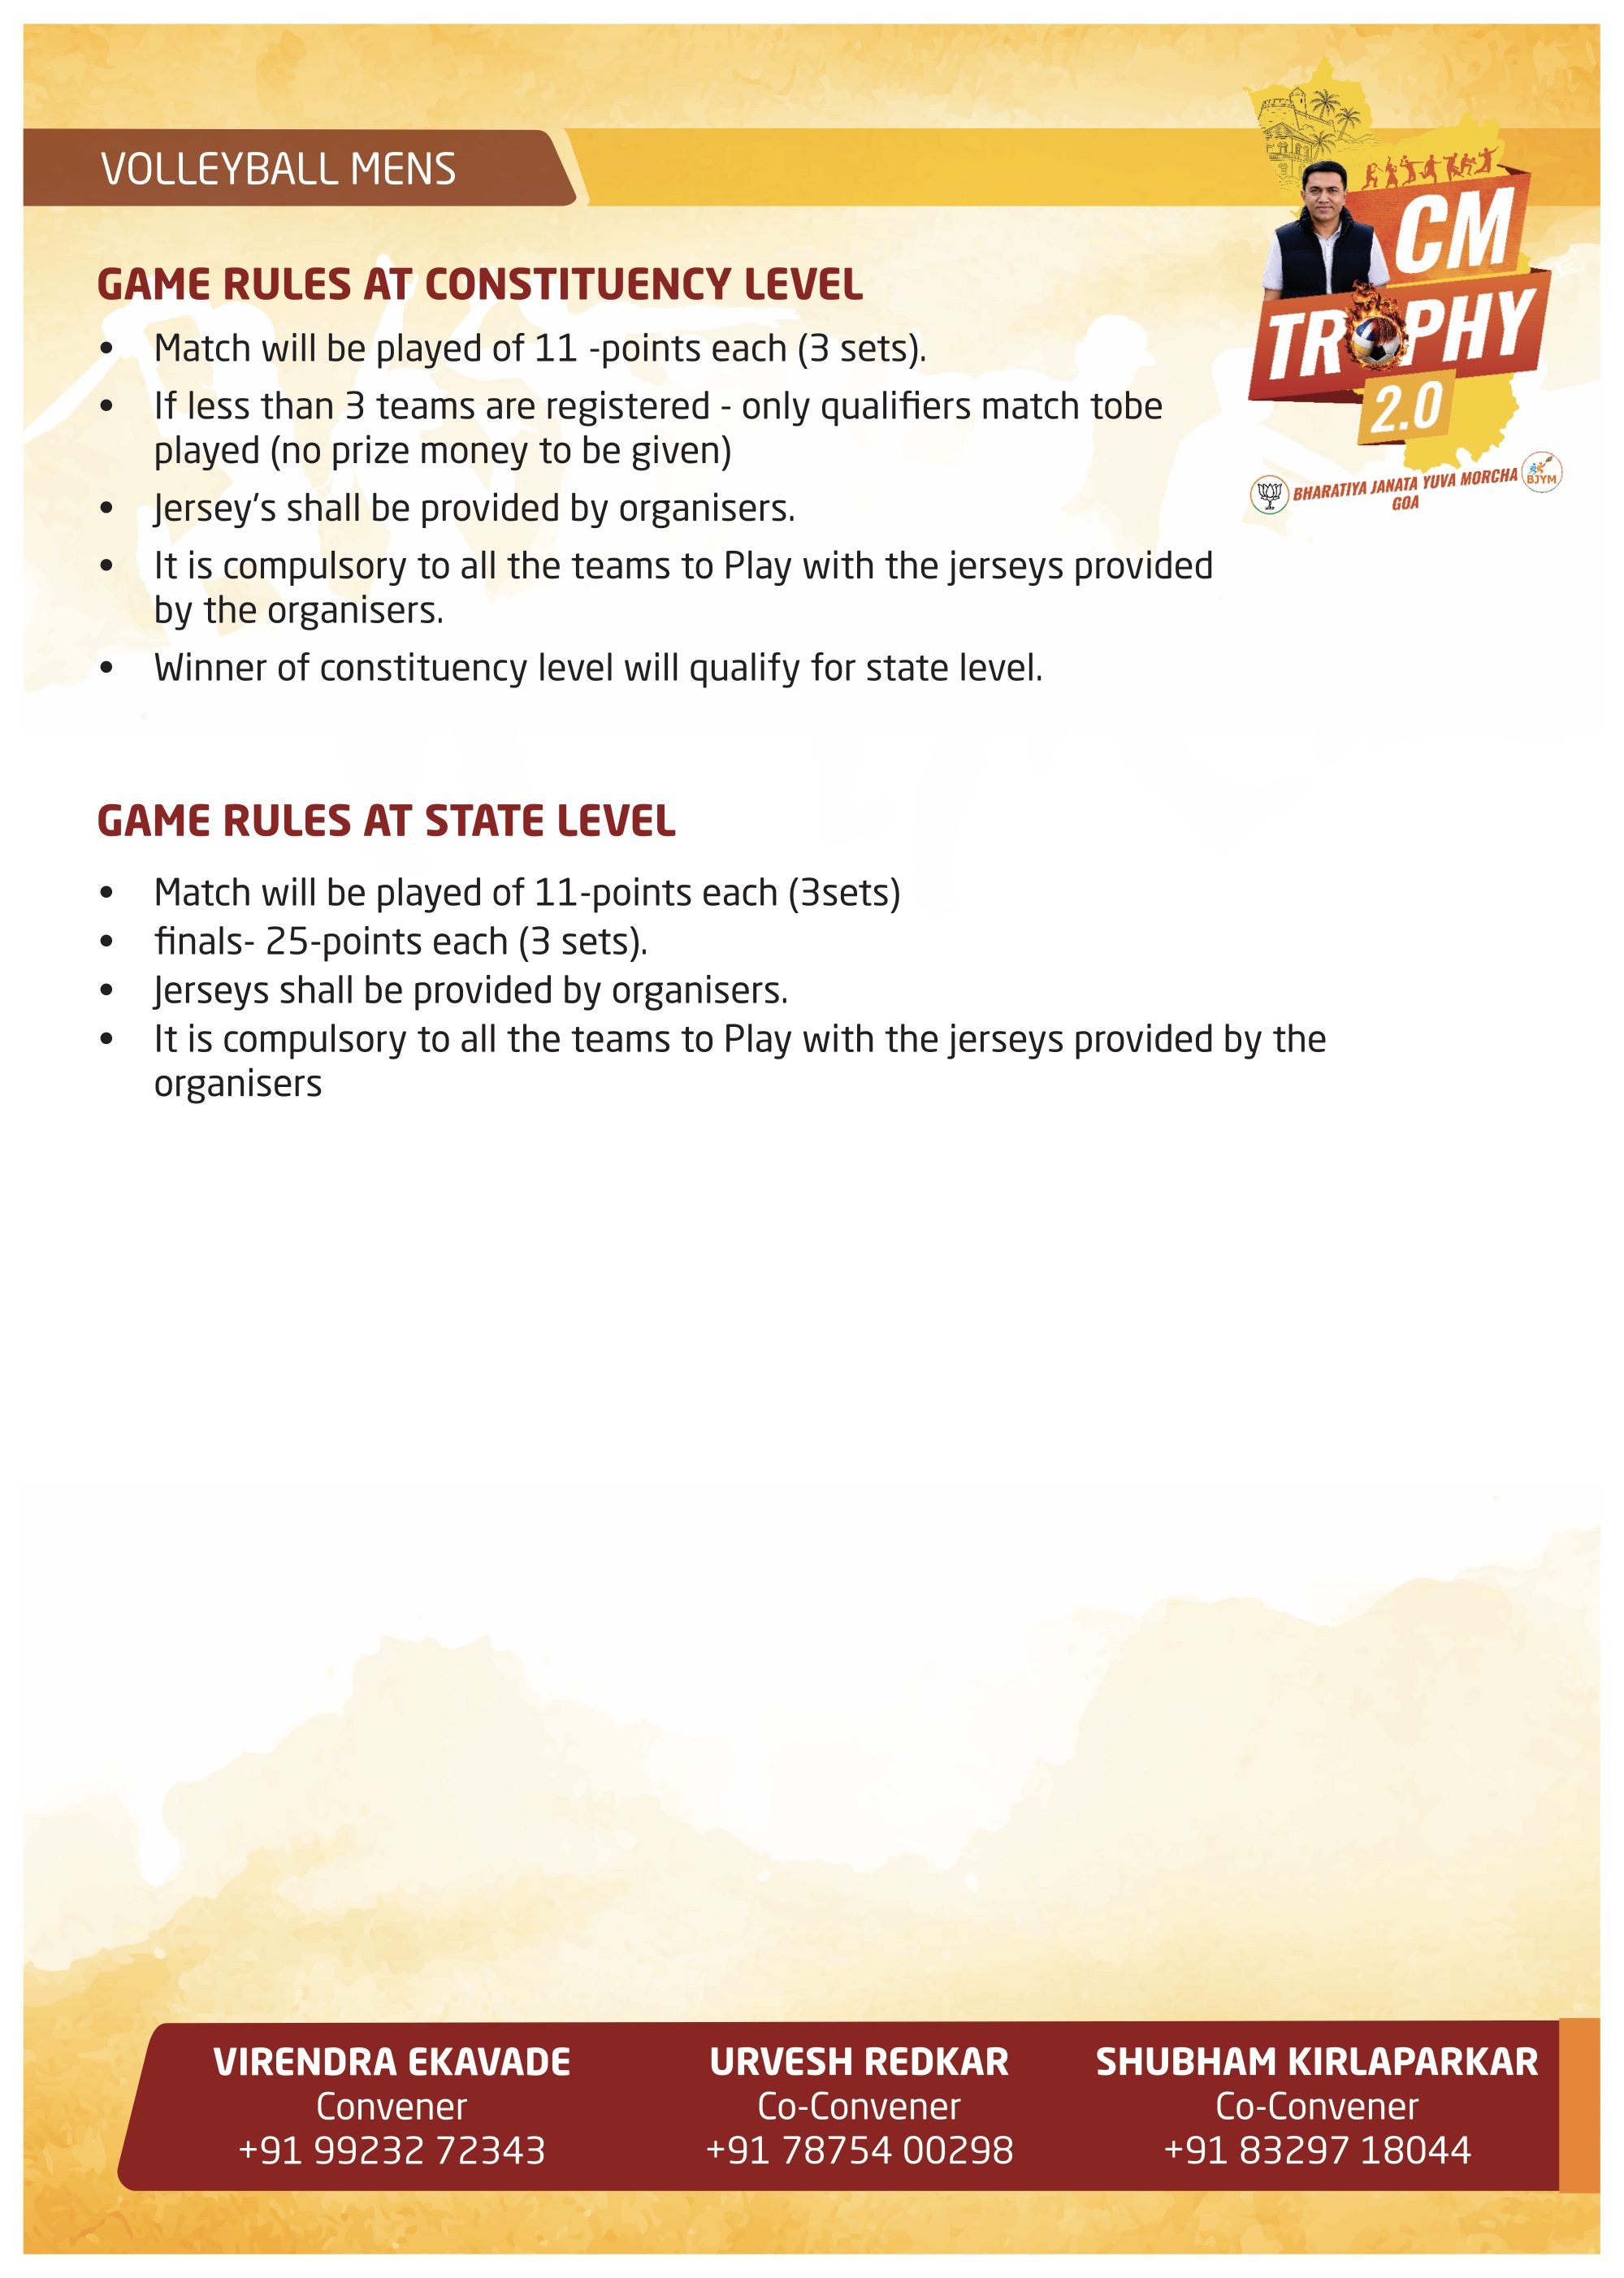 VOLLEYBALL MENS
CM
TROPHY
2.0
BHARATIYA JANATA YUVA MORCHA
GOA
BJYM
GAME RULES AT CONSTITUENCY LEVEL
• Match will be played of 11 -points each (3 sets).
• If less than 3 teams are registered - only qualifiers match tobe
played (no prize money to be given)
• Jersey's shall be provided by organisers.
• It is compulsory to all the teams to Play with the jerseys provided
by the organisers.
• Winner of constituency level will qualify for state level.
GAME RULES AT STATE LEVEL
• Match will be played of 11-points each (3sets)
• finals- 25-points each (3 sets).
• Jerseys shall be provided by organisers.
• It is compulsory to all the teams to Play with the jerseys provided by the
organisers
VIRENDRA EKAVADE
Convener
+91 99232 72343
URVESH REDKAR
Co-Convener
+91 78754 00298
SHUBHAM KIRLAPARKAR
Co-Convener
+91 83297 18044